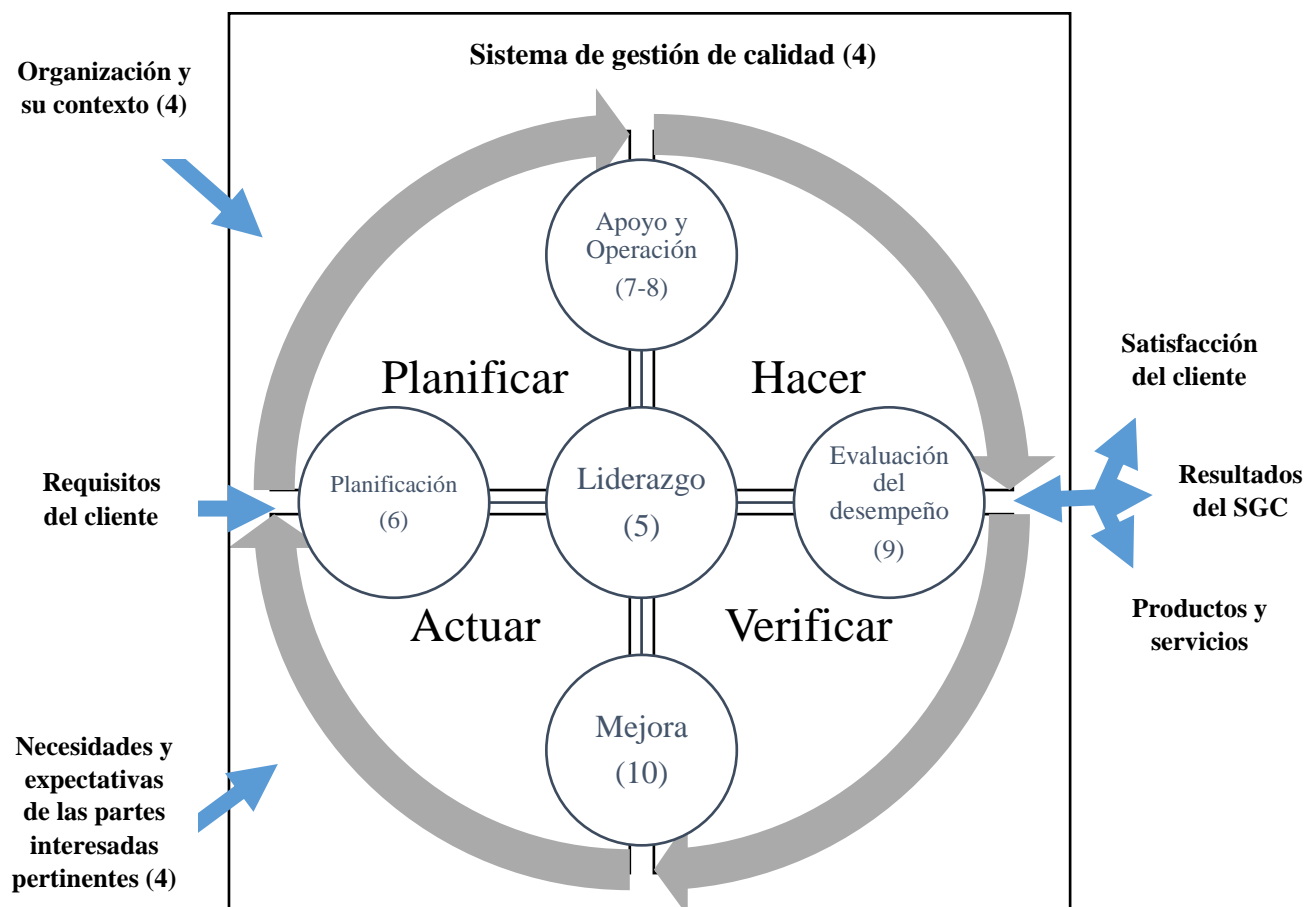 Sistema de gestión de calidad (4)
Organización y
su contexto (4)
Apoyo y
Operación
(7-8)
Planificar
Hacer
Satisfacción
del cliente
Requisitos
del cliente
Planificación
(6)
Liderazgo
(5)
Evaluación
del
desempeño
(9)
Resultados
del SGC
Actuar
Verificar
Productos y
servicios
Mejora
(10)
Necesidades y
expectativas
de las partes
interesadas
pertinentes (4)